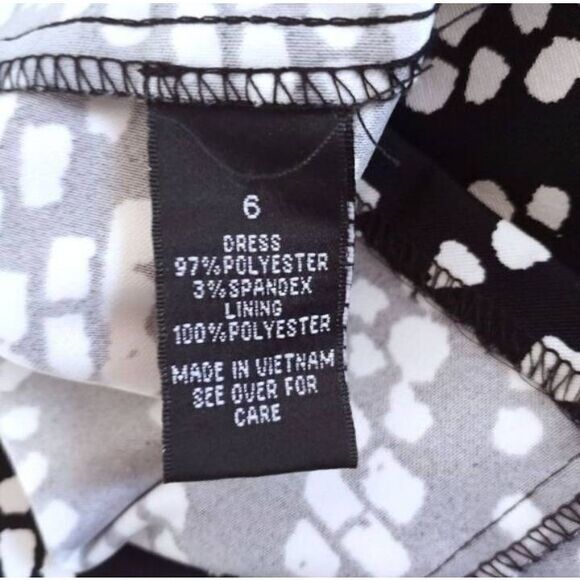 6
DRESS
97%POLYESTER
3%SPANDEX
LINING
100%POLYESTER
MADE IN VIETNAM
SEE OVER FOR
CARE